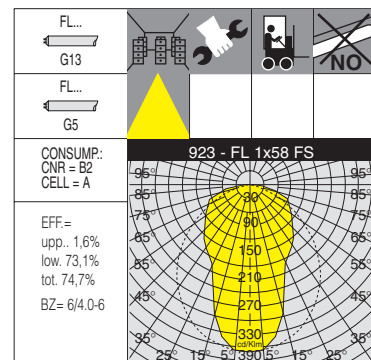 FL...
G13
NO
FL...
G5
CONSUMP.:
CNR = B2
CELL = A
923 - FL 1x58 FS
EFF.=
upp.. 1,6%
low. 73,1%
tot. 74,7%
BZ= 6/4.0-6
95° 95°
85° 85°
75° 75°
65° 65°
55° 55°
45° 45°
35° 35°
30
90
150
210
270
330
cd/Klm
25° 15° 5° 390 5° 15° 25°